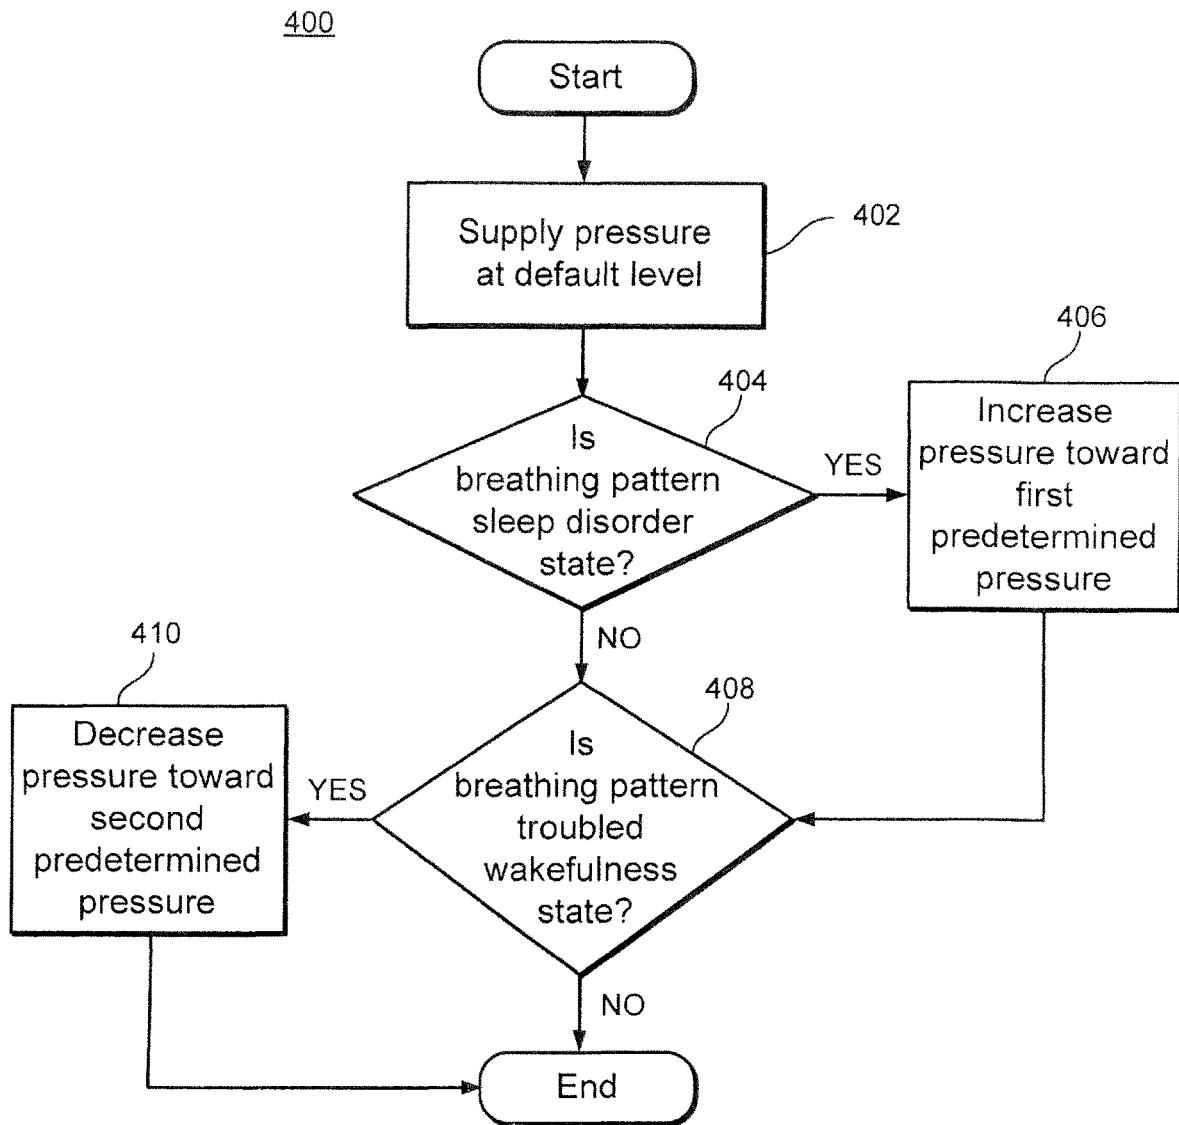 400
Start
Supply pressure
at default level
402
404
Is
breathing pattern
sleep disorder
state?
YES
406
Increase
pressure toward
first
predetermined
pressure
NO
410
Decrease
pressure toward
second
predetermined
pressure
YES
408
Is
breathing pattern
troubled
wakefulness
state?
NO
End